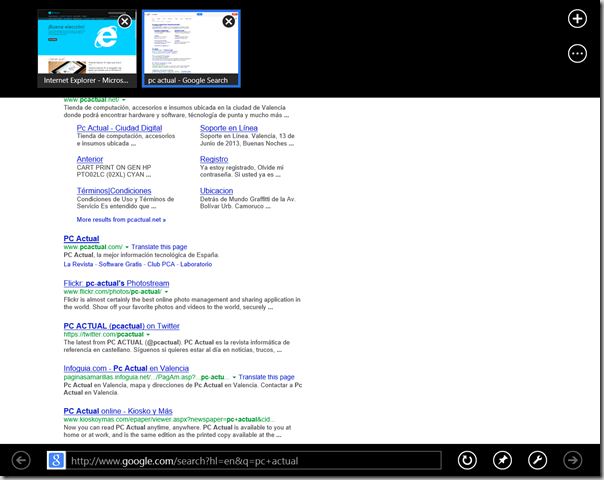 Internet Explorer - Micros...
pc actual - Google Search
www.pcactual.net/
Tienda de computación, accesorios e insumos ubicada en la ciudad de Valencia
donde podrá encontrar hardware y software, técnología de punta y mucho más ...
Pc Actual - Ciudad Digital
Tienda de computación, accesorios
e insumos ubicada ...
Soporte en Línea
Soporte en Línea. Valencia, 13 de
Junio de 2013, Buenas Noches ...
Anterior
CART PRINT ON GEN HP
PTO02LC (02XL) CYAN ...
Registro
Ya estoy registrado, Olvide mi
contraseña. Si usted ya es ...
Términos|Condiciones
Condiciones de Uso y Términos de
Servicio Es entendido que ...
Ubicacion
Detrás de Mundo Graffitti de la Av.
Bolívar Urb. Camoruco ...
More results from pcactual.net »
PC Actual
www.pcactual.com/ - Translate this page
PC Actual, la mejor información tecnológica de España.
La Revista - Software Gratis - Club PCA - Laboratorio
Flickr: pc-actual's Photostream
www.flickr.com/photos/pc-actual/
Flickr is almost certainly the best online photo management and sharing application in
the world. Show off your favorite photos and videos to the world, securely ...
PC ACTUAL (pcactual) on Twitter
https://twitter.com/pcactual
The latest from PC ACTUAL (@pcactual). PC Actual es la revista informática de
referencia en castellano. Síguenos si quieres estar al día en noticias, trucos, ...
Infoguia.com - Pc Actual en Valencia
paginasamarillas.infoguia.net/.../PagAm.asp?...pc-actu... - Translate this page
Pc Actual en Valencia, mapa y direcciones de Pc Actual en Valencia. Contactar a Pc
Actual en Valencia.
PC Actual online - Kiosko y Más
www.kioskoymas.com/epaper/viewer.aspx?newspaper=pc+actual&cid...
Now you can read PC Actual anytime, anywhere. PC Actual is available to you at
home or at work, and is the same edition as the printed copy available at the ...
http://www.google.com/search?hl=en&q=pc+actual